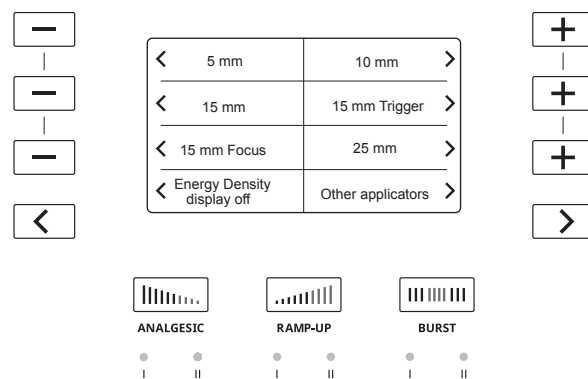 5 mm
10 mm
15 mm
15 mm Trigger
15 mm Focus
25 mm
Energy Density
display off
Other applicators
ANALGESIC
RAMP-UP
BURST
I II I II I II